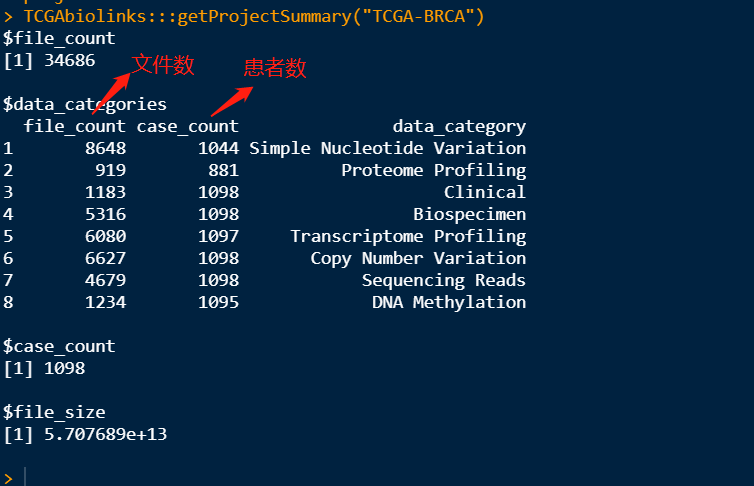 > TCGAbiolinks:::getProjectSummary("TCGA-BRCA")
$file_count
[1] 34686
文件数
患者数
$data_categories
  file_count case_count               data_category
1       8648       1044 Simple Nucleotide Variation
2        919        881          Proteome Profiling
3       1183       1098                    Clinical
4       5316       1098                 Biospecimen
5       6080       1097     Transcriptome Profiling
6       6627       1098       Copy Number Variation
7       4679       1098            Sequencing Reads
8       1234       1095             DNA Methylation
$case_count
[1] 1098
$file_size
[1] 5.707689e+13
>